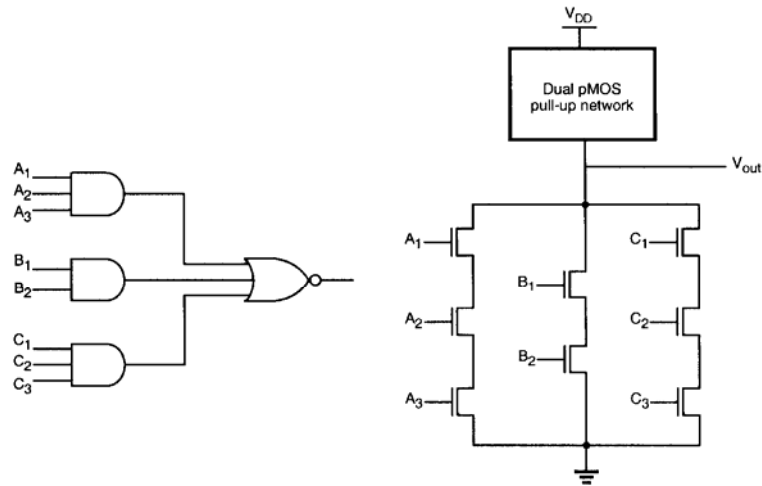 A1
A2
A3
B1
B2
C1
C2
C3
VDD
Dual pMOS
pull-up network
Vout
A1
A2
A3
B1
B2
C1
C2
C3